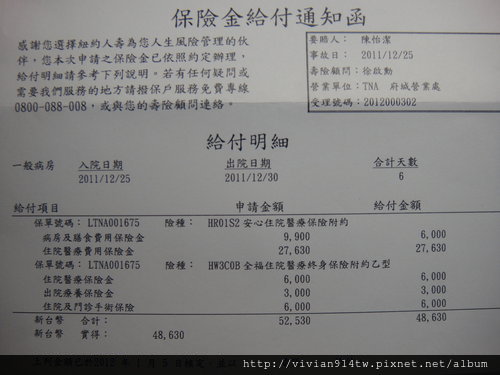 保險金給付通知函
感謝您選擇紐約人壽為您人生風險管理的伙
伴，您本次申請之保險金已依照約定辦理，
給付明細請參考下列說明。若有任何疑問或
需要我們服務的地方請撥保戶服務免費專線
0800-088-008，或與您的壽險顧問連絡。
要保人： 陳怡潔
事故日： 2011/12/25
壽險顧問：徐啟勳
營業單位：TNA 府城營業處
受理號碼：2012000302
給付明細
一般病房 入院日期 出院日期 合計天數
2011/12/25 2011/12/30 6
給付項目 申請金額 給付金額
保單號碼： LTNA001675 險種： HR01S2 安心住院醫療保險附約
病房及膳食費用保險金 9,900 6,000
住院醫療費用保險金 27,630 27,630
保單號碼： LTNA001675 險種： HW3C0B 全福住院醫療終身保險附約乙型
住院醫療保險金 6,000 6,000
出院療養保險金 3,000 3,000
住院及門診手術保險金 6,000 6,000
新台幣 合計： 52,530 48,630
新台幣 實得： 48,630
http://vivian914tw.pixnet.net/album